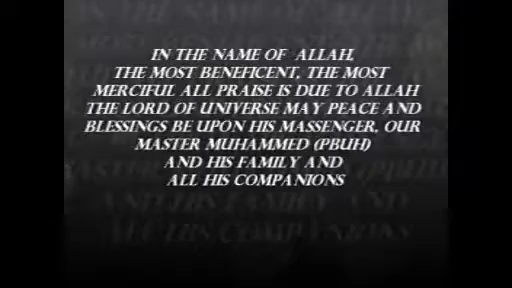 IN THE NAME OF ALLAH,
THE MOST BENEFICENT, THE MOST
MERCIFUL ALL PRAISE IS DUE TO ALLAH
THE LORD OF UNIVERSE MAY PEACE AND
BLESSINGS BE UPON HIS MASSENGER, OUR
MASTER MUHAMMED (PBUH)
AND HIS FAMILY AND
ALL HIS COMPANIONS